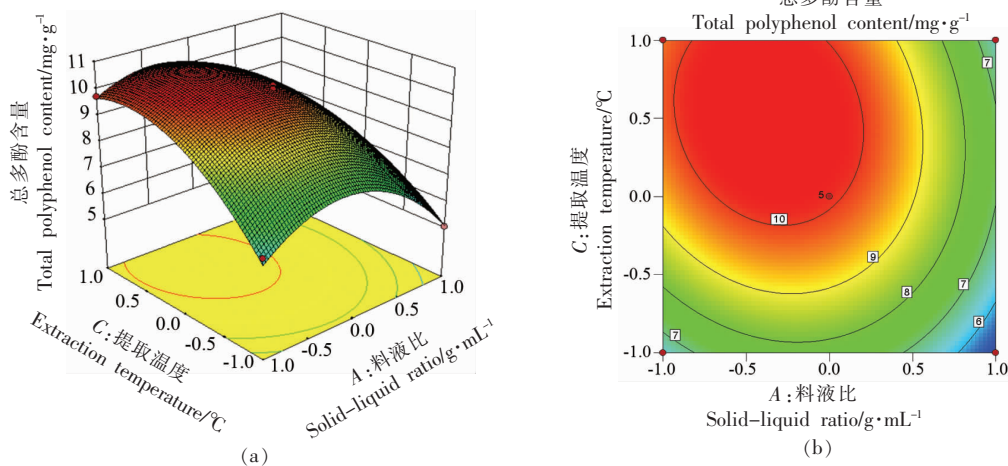 总多酚含量
Total polyphenol content/mg·g⁻¹
11
10
9
8
7
6
5
1.0
0.5
0.0
-0.5
-1.0
C:提取温度
Extraction temperature/℃
1.0
-0.5
0.0
0.5
1.0
A:料液比
Solid-liquid ratio/g·mL⁻¹
(a)
总多酚含量
Total polyphenol content/mg·g⁻¹
1.0
0.5
0.0
-0.5
-1.0
C:提取温度
Extraction temperature/℃
7
5
10
9
8
7
6
7
-1.0
-0.5
0.0
0.5
1.0
A:料液比
Solid-liquid ratio/g·mL⁻¹
(b)